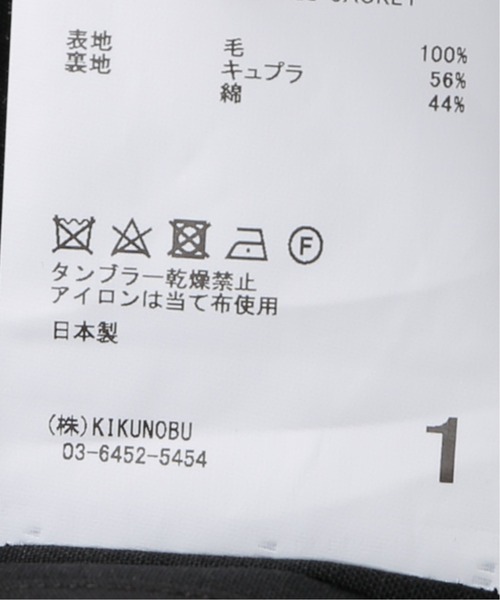 JACKET
表地 毛 100%
裏地 キュプラ 56%
綿 44%
F
タンブラー乾燥禁止
アイロンは当て布使用
日本製
(株)KIKUNOBU
03-6452-5454
1